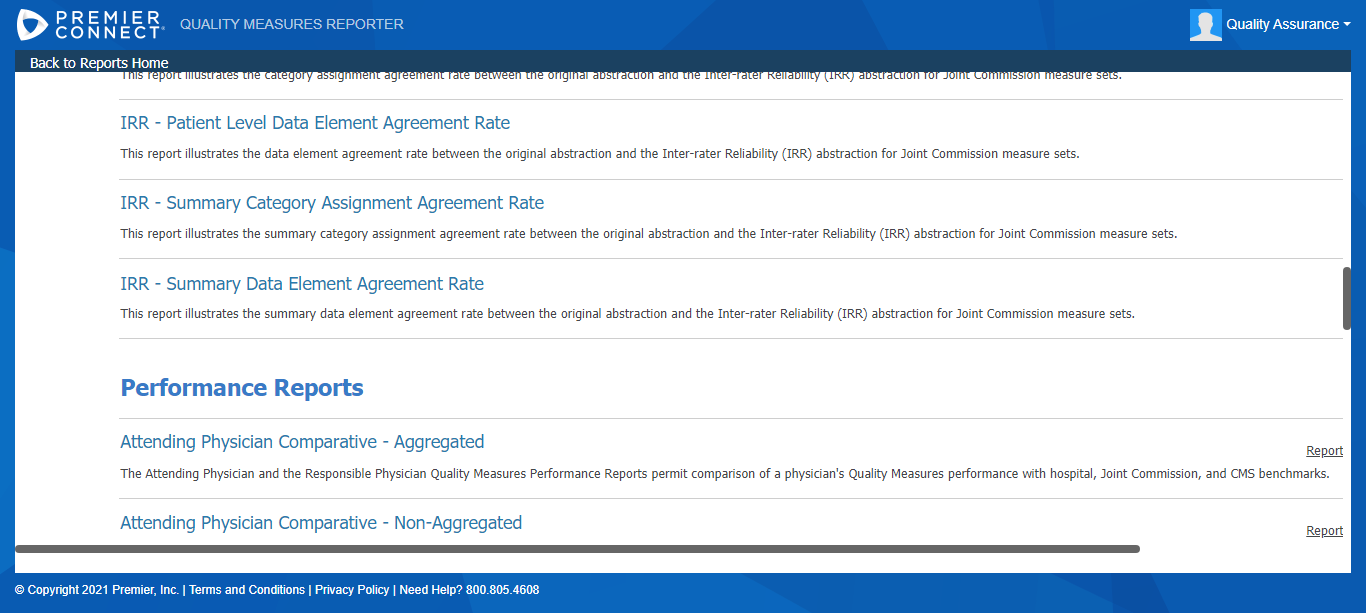 PREMIER
CONNECT
QUALITY MEASURES REPORTER
Quality Assurance
Back to Reports Home
This report illustrates the category assignment agreement rate between the original abstraction and the Inter-rater Reliability (IRR) abstraction for Joint Commission measure sets.
IRR - Patient Level Data Element Agreement Rate
This report illustrates the data element agreement rate between the original abstraction and the Inter-rater Reliability (IRR) abstraction for Joint Commission measure sets.
IRR - Summary Category Assignment Agreement Rate
This report illustrates the summary category assignment agreement rate between the original abstraction and the Inter-rater Reliability (IRR) abstraction for Joint Commission measure sets.
IRR - Summary Data Element Agreement Rate
This report illustrates the summary data element agreement rate between the original abstraction and the Inter-rater Reliability (IRR) abstraction for Joint Commission measure sets.
Performance Reports
Attending Physician Comparative - Aggregated
Report
The Attending Physician and the Responsible Physician Quality Measures Performance Reports permit comparison of a physician's Quality Measures performance with hospital, Joint Commission, and CMS benchmarks.
Attending Physician Comparative - Non-Aggregated
Report
© Copyright 2021 Premier, Inc. | Terms and Conditions | Privacy Policy | Need Help? 800.805.4608